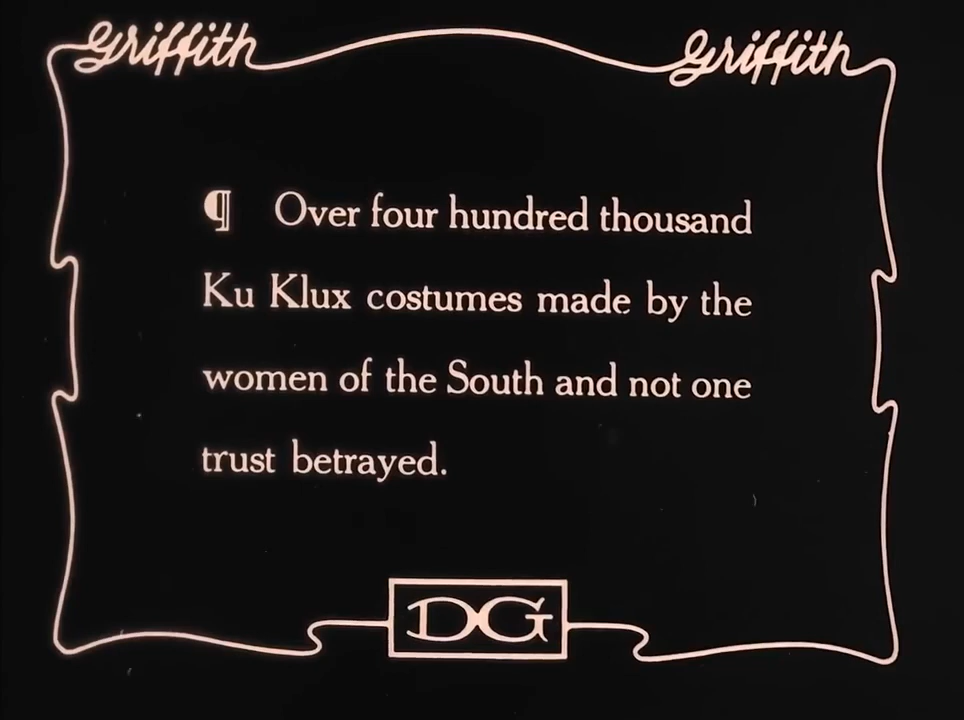 Griffith Griffith
¶ Over four hundred thousand
Ku Klux costumes made by the
women of the South and not one
trust betrayed.
DG